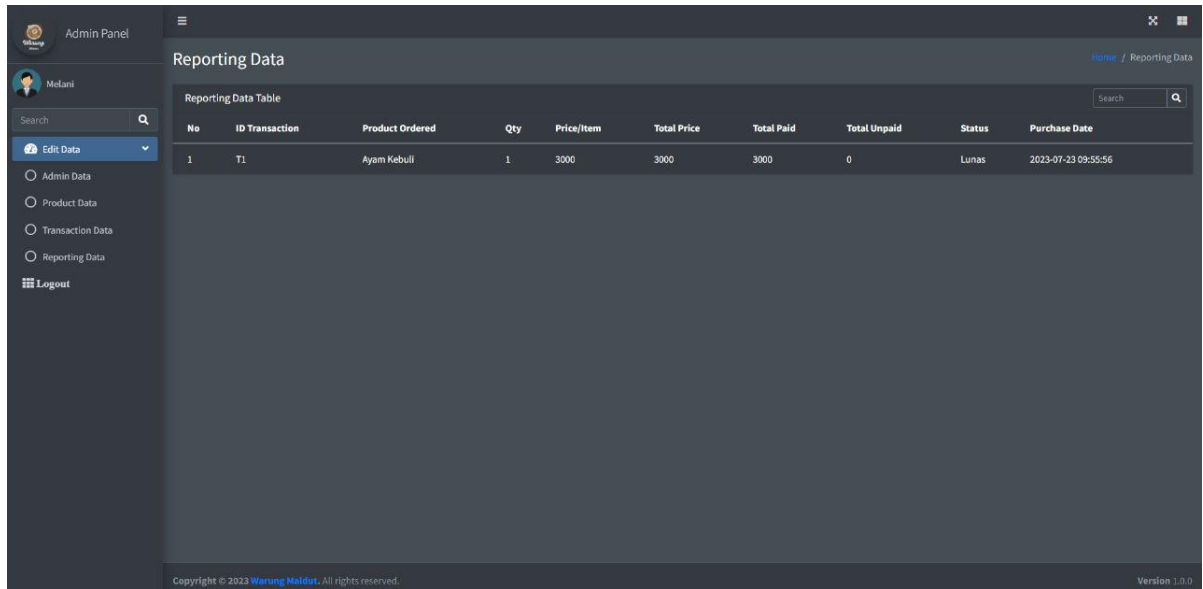 Warung
Admin Panel
Melani
Search
Edit Data
Admin Data
Product Data
Transaction Data
Reporting Data
Logout
Reporting Data
Home / Reporting Data
Reporting Data Table
Search
No ID Transaction Product Ordered Qty Price/Item Total Price Total Paid Total Unpaid Status Purchase Date
1 T1 Ayam Kebuli 1 3000 3000 3000 0 Lunas 2023-07-23 09:55:56
Copyright © 2023 Warung Maldut. All rights reserved.
Version 1.0.0